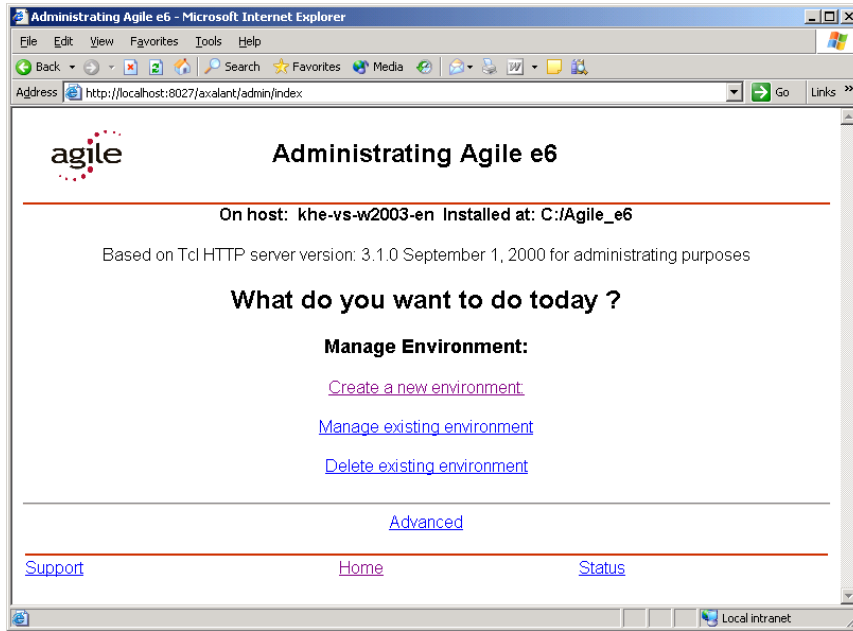 Administrating Agile e6 - Microsoft Internet Explorer
File Edit View Favorites Tools Help
Back Search Favorites Media
Address http://localhost:8027/axalant/admin/index Go Links »
agile
Administrating Agile e6
On host: khe-vs-w2003-en Installed at: C:/Agile_e6
Based on Tcl HTTP server version: 3.1.0 September 1, 2000 for administrating purposes
What do you want to do today ?
Manage Environment:
Create a new environment:
Manage existing environment
Delete existing environment
Advanced
Support Home Status
Local intranet